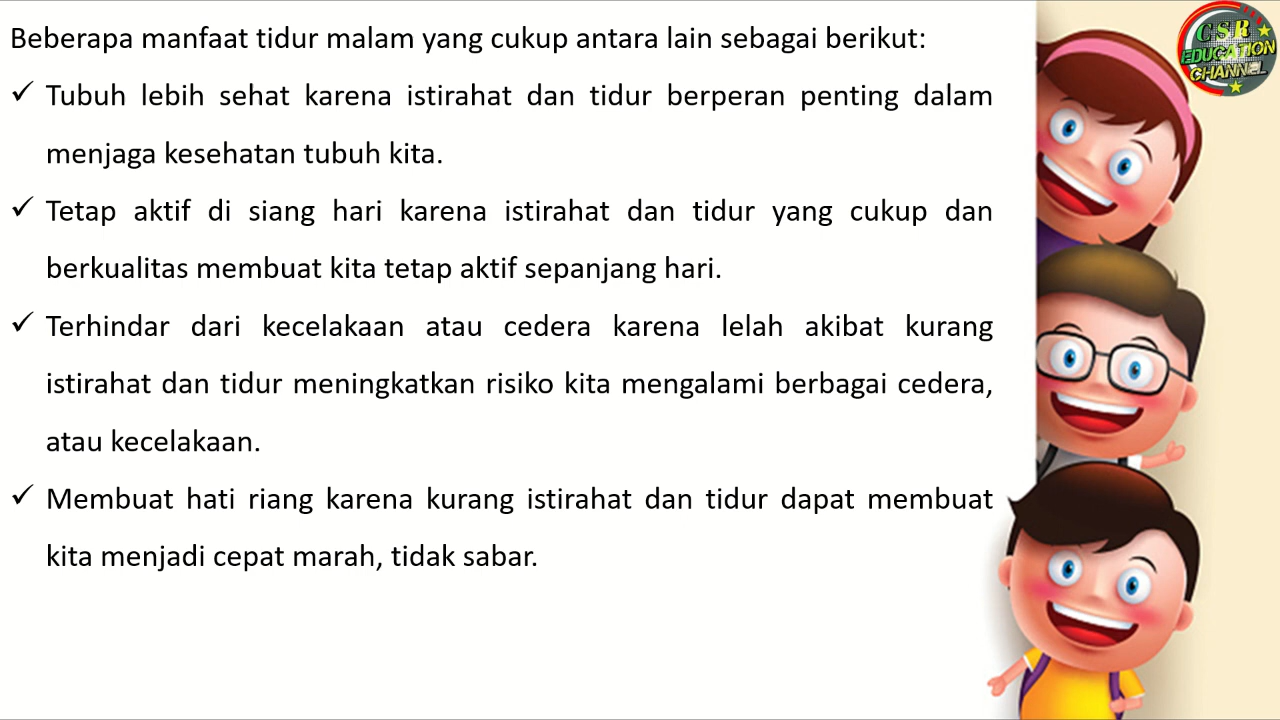 Beberapa manfaat tidur malam yang cukup antara lain sebagai berikut:
✓ Tubuh lebih sehat karena istirahat dan tidur berperan penting dalam
menjaga kesehatan tubuh kita.
✓ Tetap aktif di siang hari karena istirahat dan tidur yang cukup dan
berkualitas membuat kita tetap aktif sepanjang hari.
✓ Terhindar dari kecelakaan atau cedera karena lelah akibat kurang
istirahat dan tidur meningkatkan risiko kita mengalami berbagai cedera,
atau kecelakaan.
✓ Membuat hati riang karena kurang istirahat dan tidur dapat membuat
kita menjadi cepat marah, tidak sabar.
CSR
EDUCATION
CHANNEL